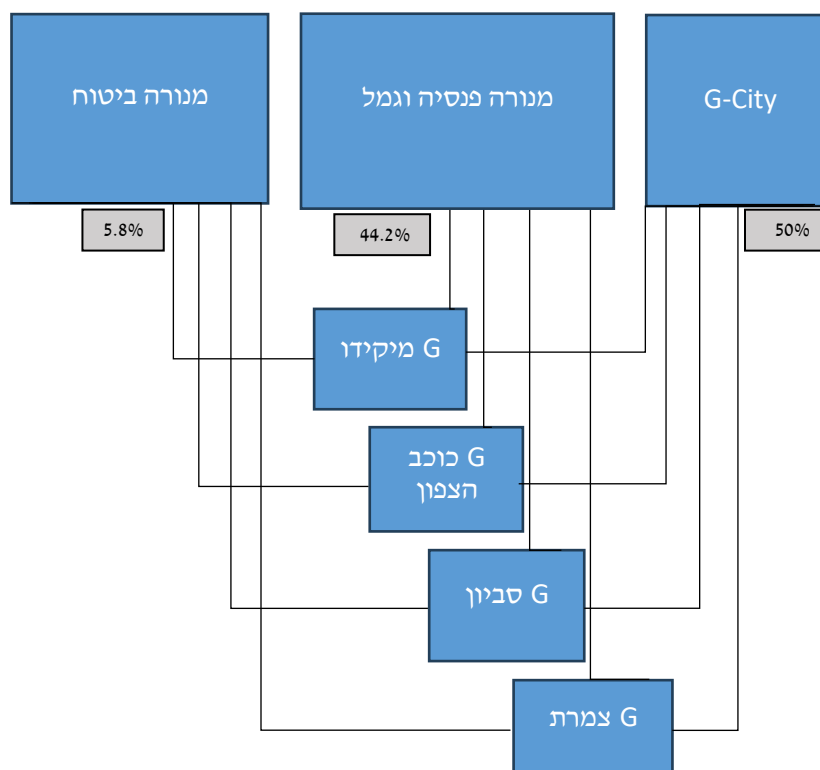 מנורה ביטוח
מנורה פנסיה וגמל
G-City
5.8%
44.2%
50%
G מיקידו
G כוכב
הצפון
G סביון
G צמרת